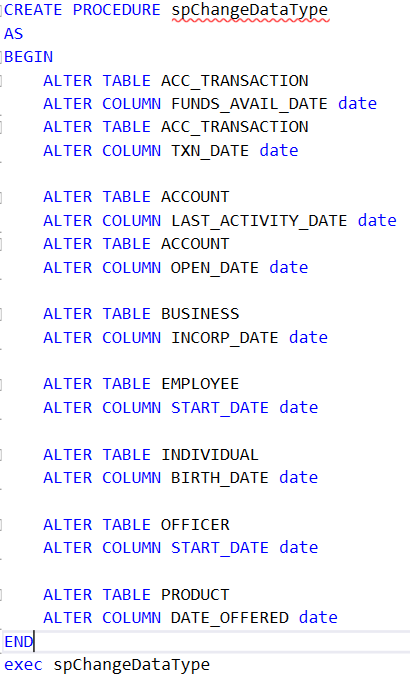 CREATE PROCEDURE spChangeDataType
AS
BEGIN
ALTER TABLE ACC_TRANSACTION
ALTER COLUMN FUNDS_AVAIL_DATE date
ALTER TABLE ACC_TRANSACTION
ALTER COLUMN TXN_DATE date
ALTER TABLE ACCOUNT
ALTER COLUMN LAST_ACTIVITY_DATE date
ALTER TABLE ACCOUNT
ALTER COLUMN OPEN_DATE date
ALTER TABLE BUSINESS
ALTER COLUMN INCORP_DATE date
ALTER TABLE EMPLOYEE
ALTER COLUMN START_DATE date
ALTER TABLE INDIVIDUAL
ALTER COLUMN BIRTH_DATE date
ALTER TABLE OFFICER
ALTER COLUMN START_DATE date
ALTER TABLE PRODUCT
ALTER COLUMN DATE_OFFERED date
END
exec spChangeDataType